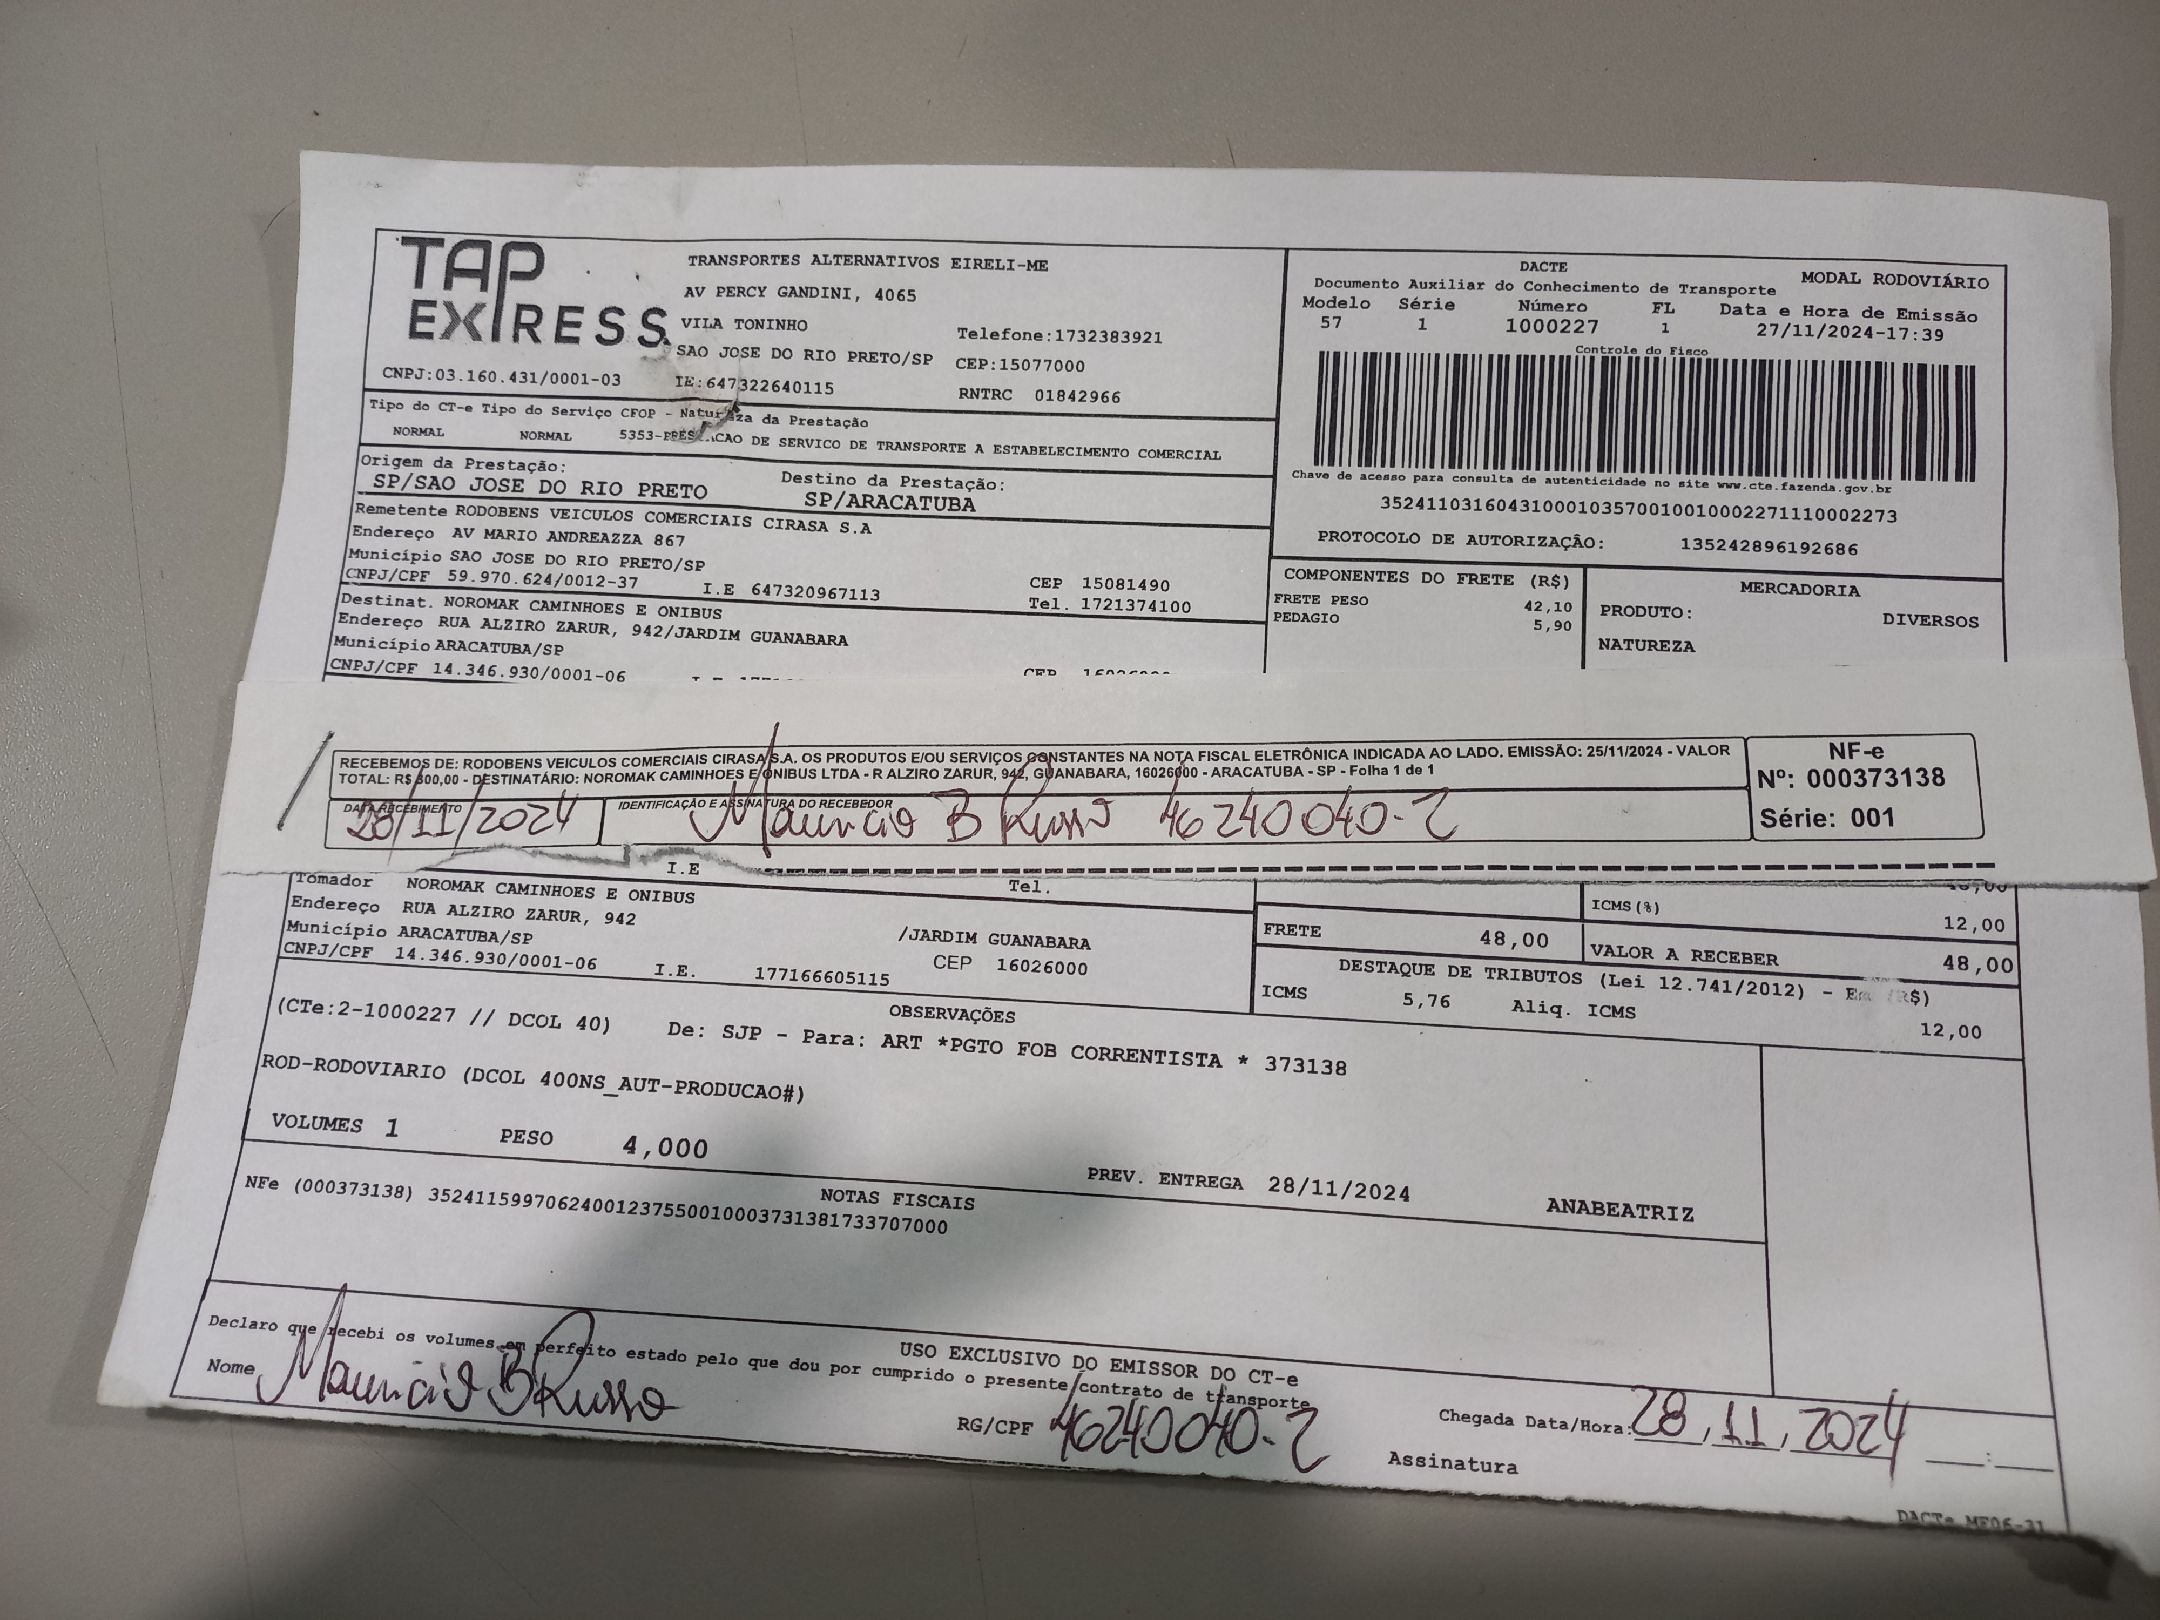 TAP EXPRESS
TRANSPORTES ALTERNATIVOS EIRELI-ME
AV PERCY GANDINI, 4065
VILA TONINHO
Telefone:1732383921
SAO JOSE DO RIO PRETO/SP CEP:15077000
CNPJ:03.160.431/0001-03 IE:647322640115 RNTRC 01842966
DACTE
MODAL RODOVIÁRIO
Documento Auxiliar do Conhecimento de Transporte
Modelo Série Número FL Data e Hora de Emissão
57 1 1000227 1 27/11/2024-17:39
Controle do Fisco
Chave de acesso para consulta de autenticidade no site www.cte.fazenda.gov.br
35241103160431000103570010010002271110002273
PROTOCOLO DE AUTORIZAÇÃO: 135242896192686
Tipo do CT-e Tipo do Serviço CFOP - Natureza da Prestação
NORMAL NORMAL 5353-PRESTACAO DE SERVICO DE TRANSPORTE A ESTABELECIMENTO COMERCIAL
Origem da Prestação: Destino da Prestação:
SP/SAO JOSE DO RIO PRETO SP/ARACATUBA
Remetente RODOBENS VEICULOS COMERCIAIS CIRASA S.A
Endereço AV MARIO ANDREAZZA 867
Município SAO JOSE DO RIO PRETO/SP
CEP 15081490
CNPJ/CPF 59.970.624/0012-37 I.E 647320967113 Tel. 1721374100
Destinat. NOROMAK CAMINHOES E ONIBUS
Endereço RUA ALZIRO ZARUR, 942/JARDIM GUANABARA
Município ARACATUBA/SP
CNPJ/CPF 14.346.930/0001-06
CEP
COMPONENTES DO FRETE (R$)
FRETE PESO 42,10
PEDAGIO 5,90
MERCADORIA
PRODUTO: DIVERSOS
NATUREZA
RECEBEMOS DE: RODOBENS VEICULOS COMERCIAIS CIRASA S.A. OS PRODUTOS E/OU SERVIÇOS CONSTANTES NA NOTA FISCAL ELETRÔNICA INDICADA AO LADO. EMISSÃO: 25/11/2024 - VALOR
TOTAL: R$ 800,00 - DESTINATÁRIO: NOROMAK CAMINHOES E ONIBUS LTDA - R ALZIRO ZARUR, 942, GUANABARA, 16026000 - ARACATUBA - SP - Folha 1 de 1
DATA RECEBIMENTO
IDENTIFICAÇÃO E ASSINATURA DO RECEBEDOR
28/11/2024 Mauricio B Russo 46240040-2
NF-e
Nº: 000373138
Série: 001
I.E
Tel.
Tomador NOROMAK CAMINHOES E ONIBUS
Endereço RUA ALZIRO ZARUR, 942 /JARDIM GUANABARA
Município ARACATUBA/SP CEP 16026000
CNPJ/CPF 14.346.930/0001-06 I.E. 177166605115
ICMS(%) 12,00
FRETE 48,00
VALOR A RECEBER 48,00
DESTAQUE DE TRIBUTOS (Lei 12.741/2012) - Em (R$)
ICMS 5,76 Aliq. ICMS 12,00
OBSERVAÇÕES
(CTe:2-1000227 // DCOL 40) De: SJP - Para: ART *PGTO FOB CORRENTISTA * 373138
ROD-RODOVIARIO (DCOL 400NS_AUT-PRODUCAO#)
VOLUMES 1 PESO 4,000 PREV. ENTREGA 28/11/2024 ANABEATRIZ
NOTAS FISCAIS
NFe (000373138) 35241159970624001237550010003731381733707000
USO EXCLUSIVO DO EMISSOR DO CT-e
Declaro que recebi os volumes em perfeito estado pelo que dou por cumprido o presente contrato de transporte
Nome Mauricio B Russo RG/CPF 46240040-2 Chegada Data/Hora: 28,11,2024
Assinatura